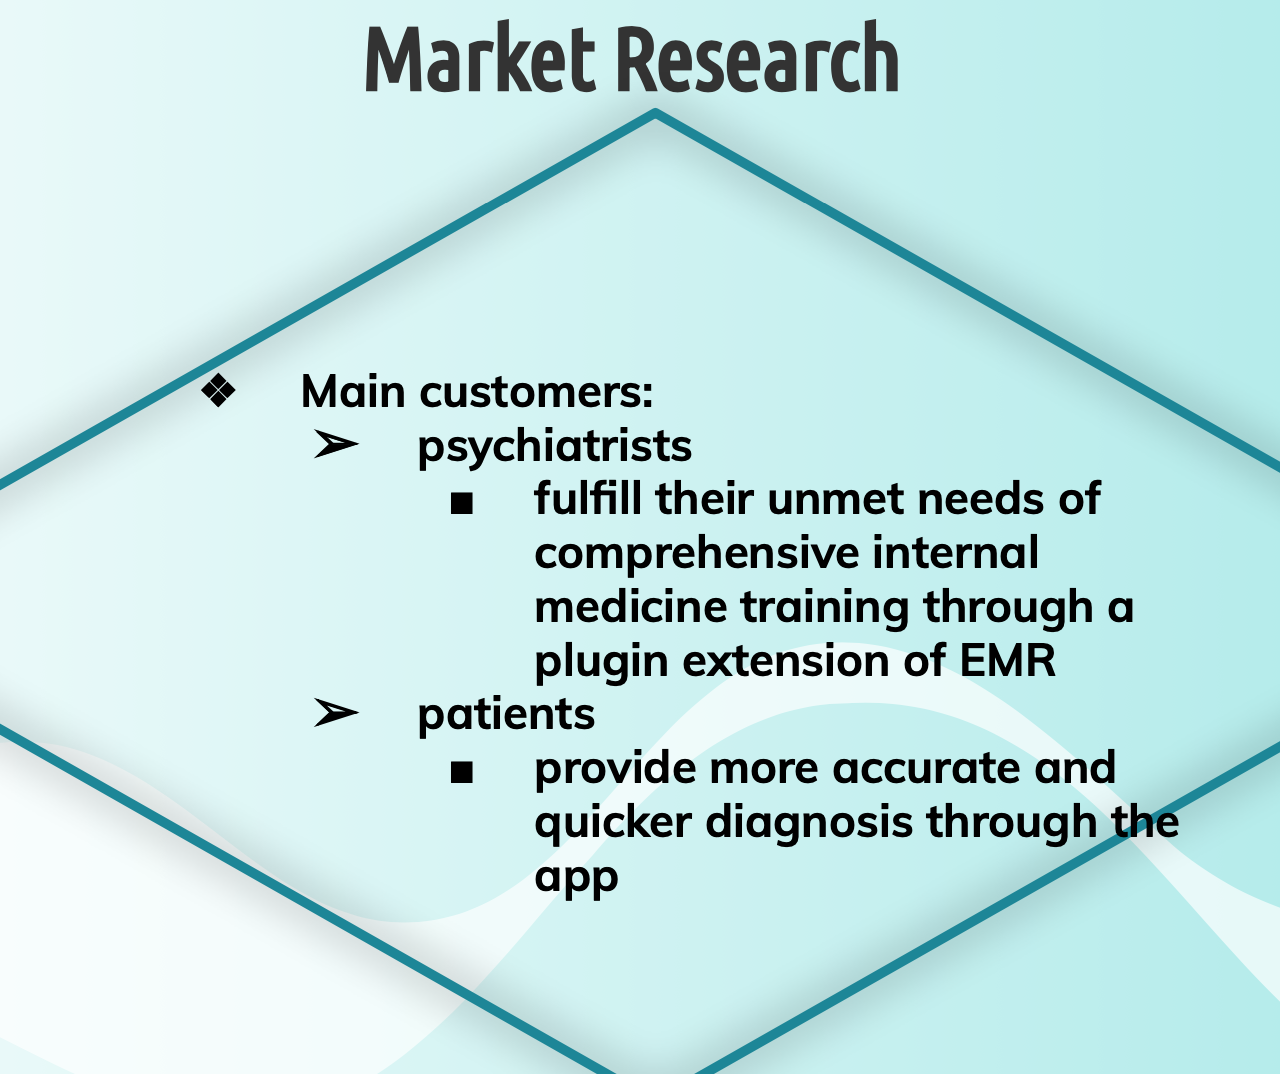 Market Research
❖ Main customers:
➢ psychiatrists
■ fulfill their unmet needs of
comprehensive internal
medicine training through a
plugin extension of EMR
➢ patients
■ provide more accurate and
quicker diagnosis through the
app